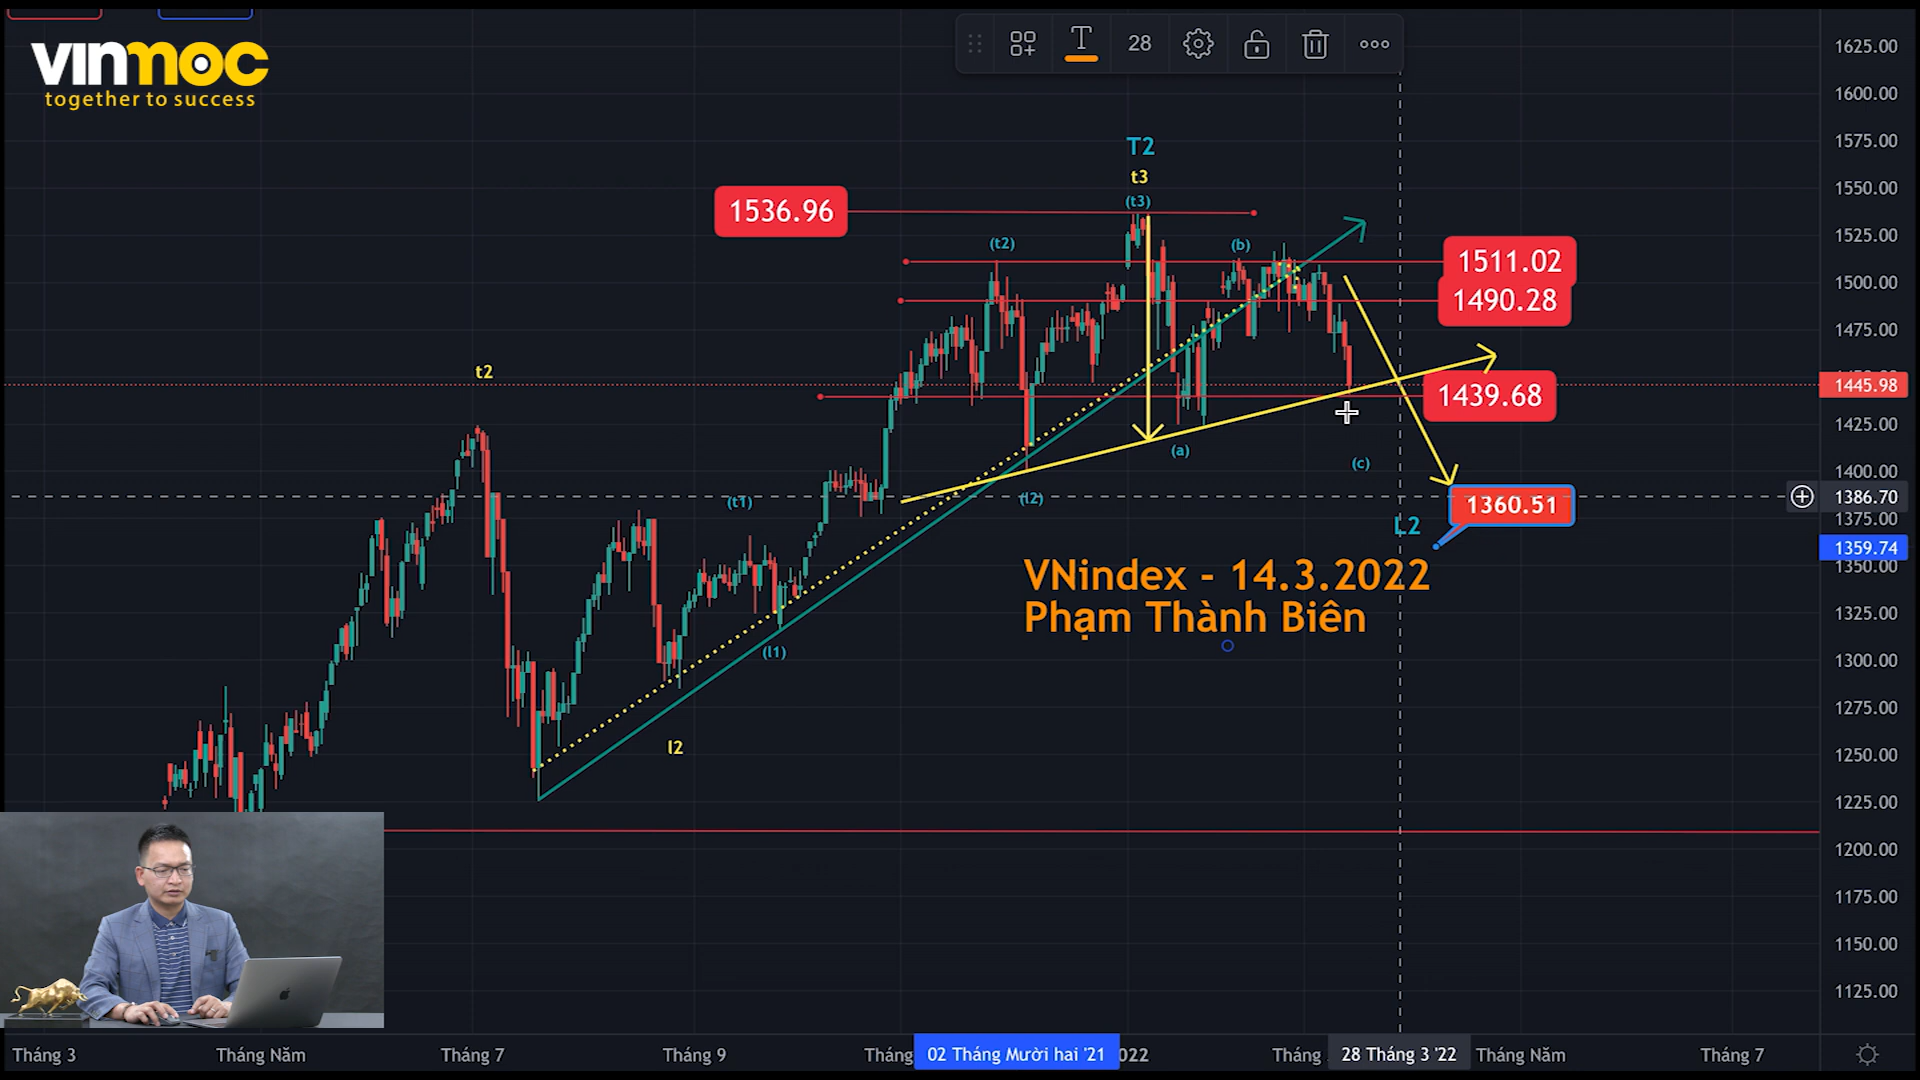 vinmoc
together to success
28
T2
t3
(t3)
1536.96
(t2)
(b)
1511.02
1490.28
t2
1439.68
(a)
(c)
(t1)
(l2)
1360.51
L2
VNindex - 14.3.2022
Phạm Thành Biên
(l1)
l2
1625.00
1600.00
1575.00
1550.00
1525.00
1500.00
1475.00
1445.98
1425.00
1400.00
1386.70
1375.00
1359.74
1350.00
1325.00
1300.00
1275.00
1250.00
1225.00
1200.00
1175.00
1150.00
1125.00
Tháng 3
Tháng Năm
Tháng 7
Tháng 9
Tháng
02 Tháng Mười hai '21
022
Tháng
28 Tháng 3 '22
Tháng Năm
Tháng 7